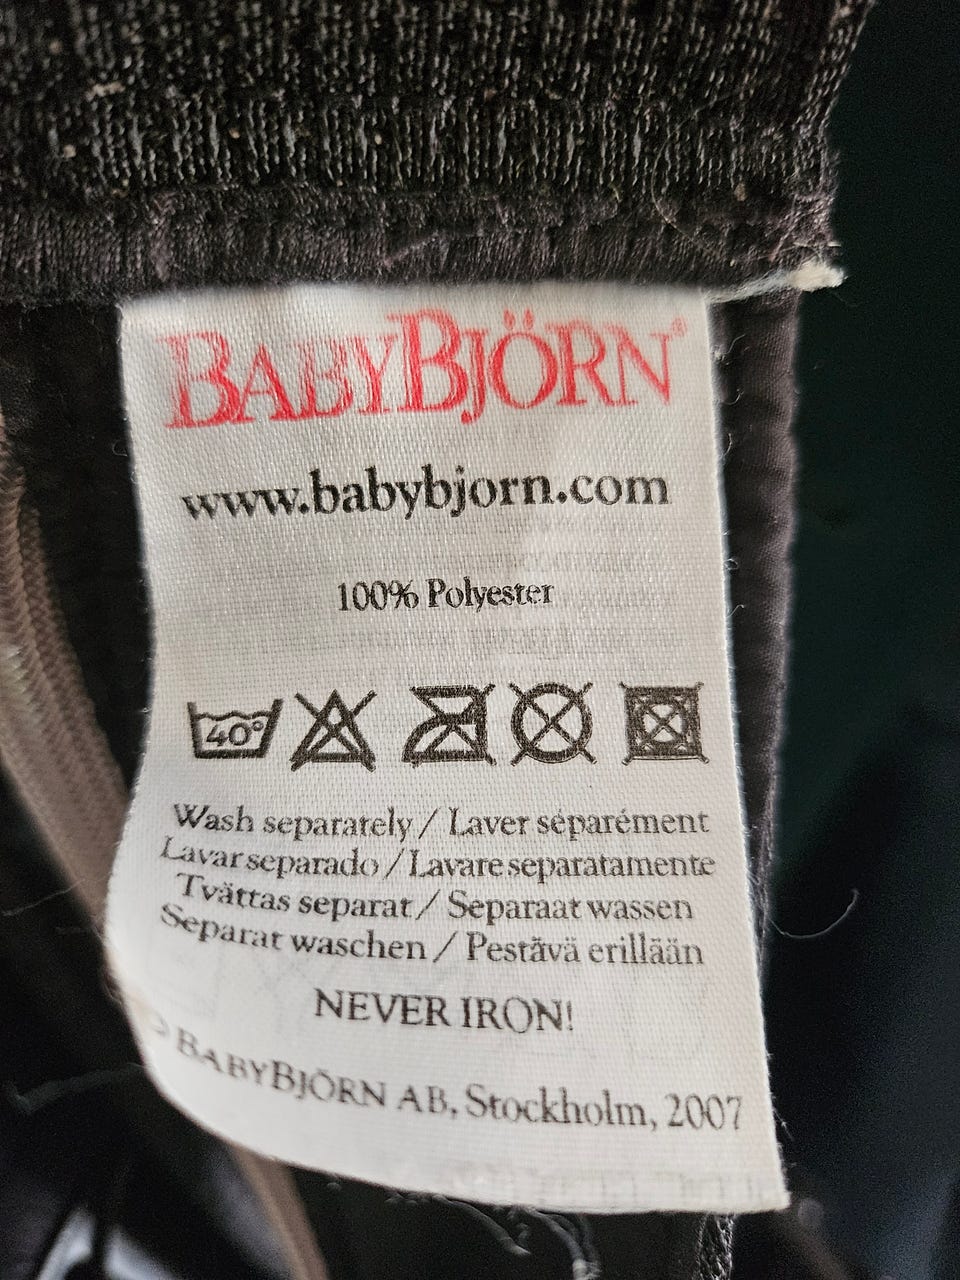 BABYBJÖRN®
www.babybjorn.com
100% Polyester
40°
Wash separately / Laver séparément
Lavar separado / Lavare separatamente
Tvättas separat / Separaat wassen
Separat waschen / Pestävä erillään
NEVER IRON!
© BABYBJÖRN AB, Stockholm, 2007